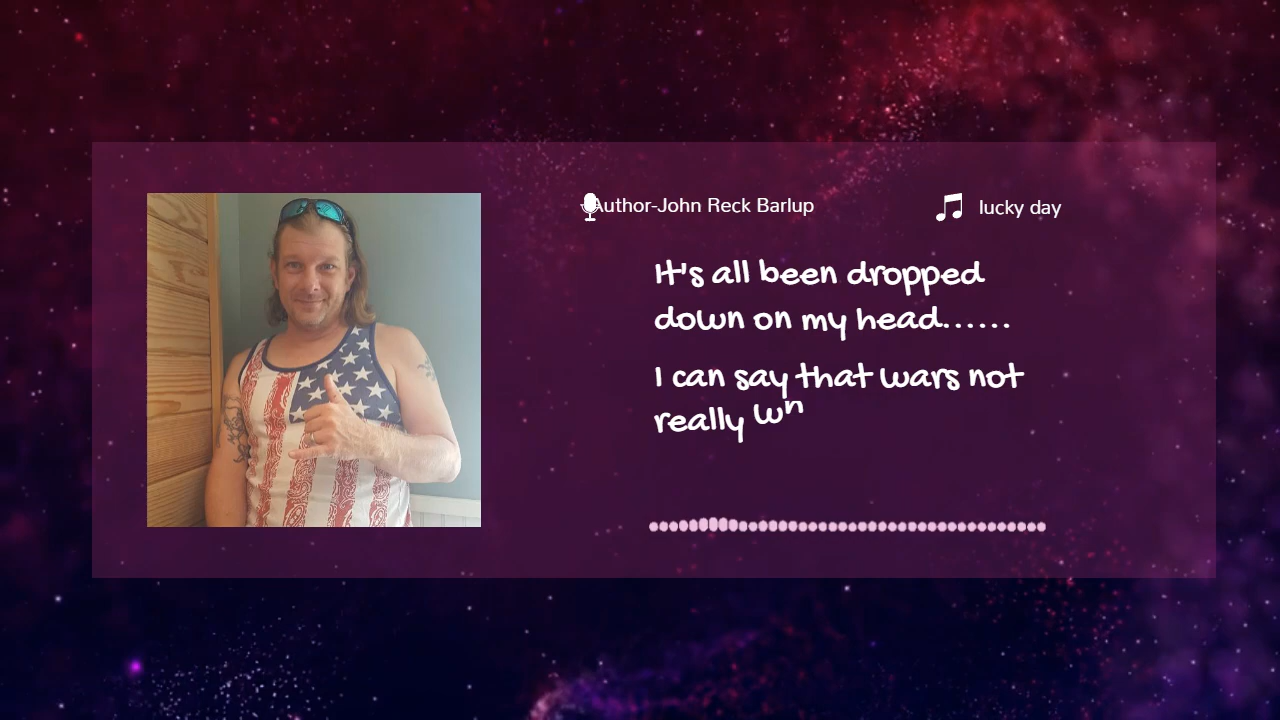 Author-John Reck Barlup
lucky day
It's all been dropped
down on my head......
I can say that wars not
really wn